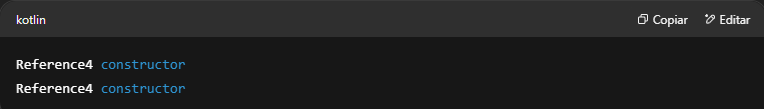 kotlin Copiar Editar
Reference4 constructor
Reference4 constructor